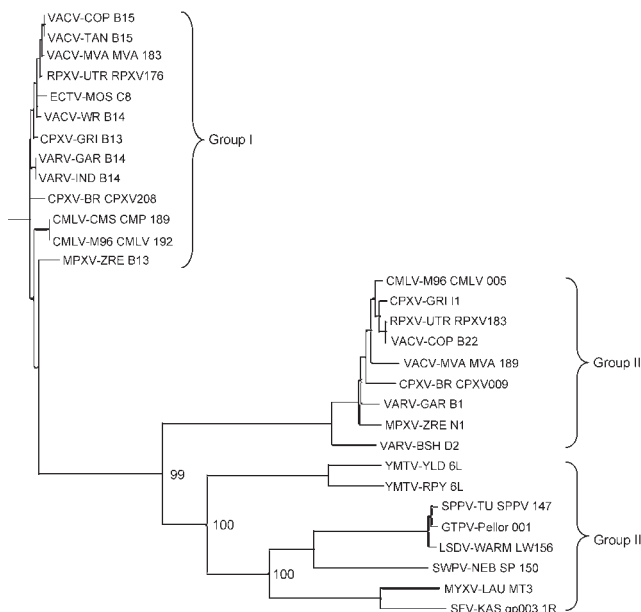 VACV-COP B15
VACV-TAN B15
VACV-MVA MVA 183
RPXV-UTR RPXV176
ECTV-MOS C8
VACV-WR B14
CPXV-GRI B13
VARV-GAR B14
VARV-IND B14
CPXV-BR CPXV208
CMLV-CMS CMP 189
CMLV-M96 CMLV 192
MPXV-ZRE B13
Group I
CMLV-M96 CMLV 005
CPXV-GRI I1
RPXV-UTR RPXV183
VACV-COP B22
VACV-MVA MVA 189
CPXV-BR CPXV009
VARV-GAR B1
MPXV-ZRE N1
VARV-BSH D2
Group II
99
YMTV-YLD 6L
YMTV-RPY 6L
SPPV-TU SPPV 147
GTPV-Pellor 001
LSDV-WARM LW156
SWPV-NEB SP 150
MYXV-LAU MT3
SFV-KAS gp003 1R
Group II
100
100